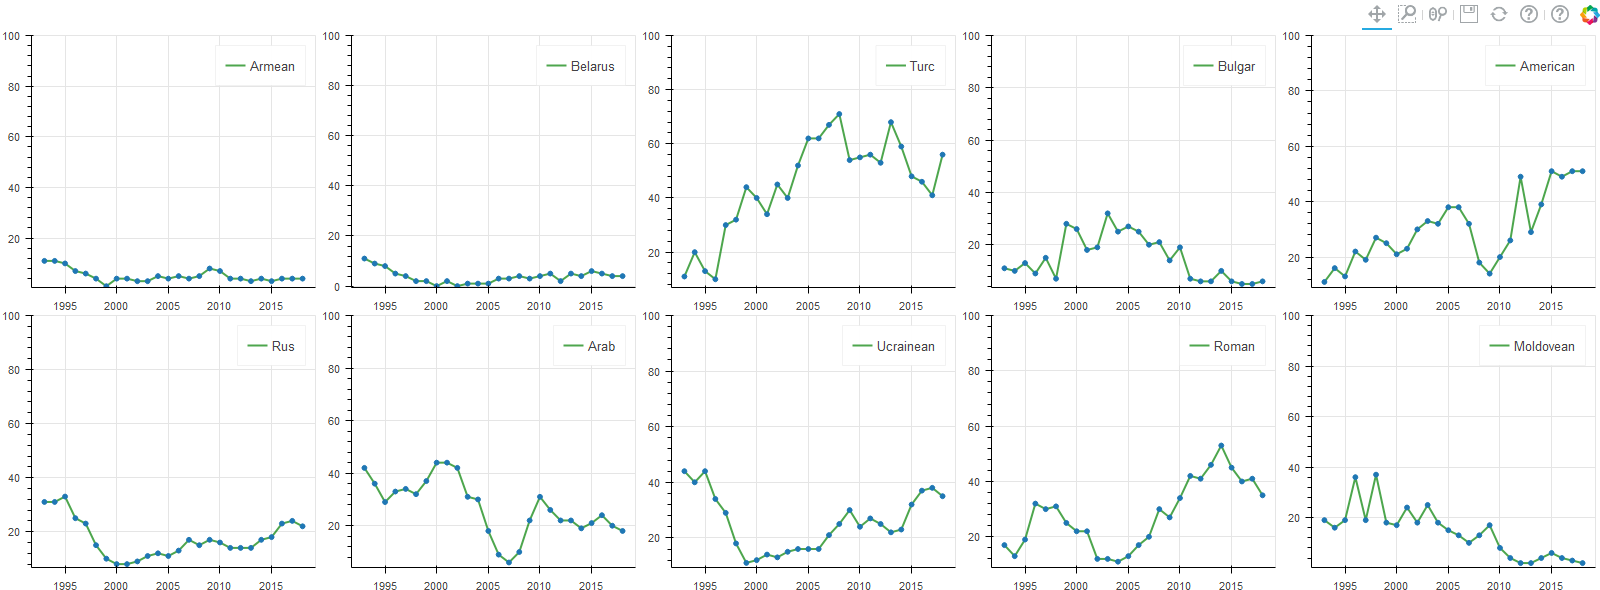 100 80 60 40 20 1995 2000 2005 2010 2015 Armean
100 80 60 40 20 0 1995 2000 2005 2010 2015 Belarus
100 80 60 40 20 1995 2000 2005 2010 2015 Turc
100 80 60 40 20 1995 2000 2005 2010 2015 Bulgar
100 80 60 40 20 1995 2000 2005 2010 2015 American
100 80 60 40 20 1995 2000 2005 2010 2015 Rus
100 80 60 40 20 1995 2000 2005 2010 2015 Arab
100 80 60 40 20 1995 2000 2005 2010 2015 Ucrainean
100 80 60 40 20 1995 2000 2005 2010 2015 Roman
100 80 60 40 20 1995 2000 2005 2010 2015 Moldovean